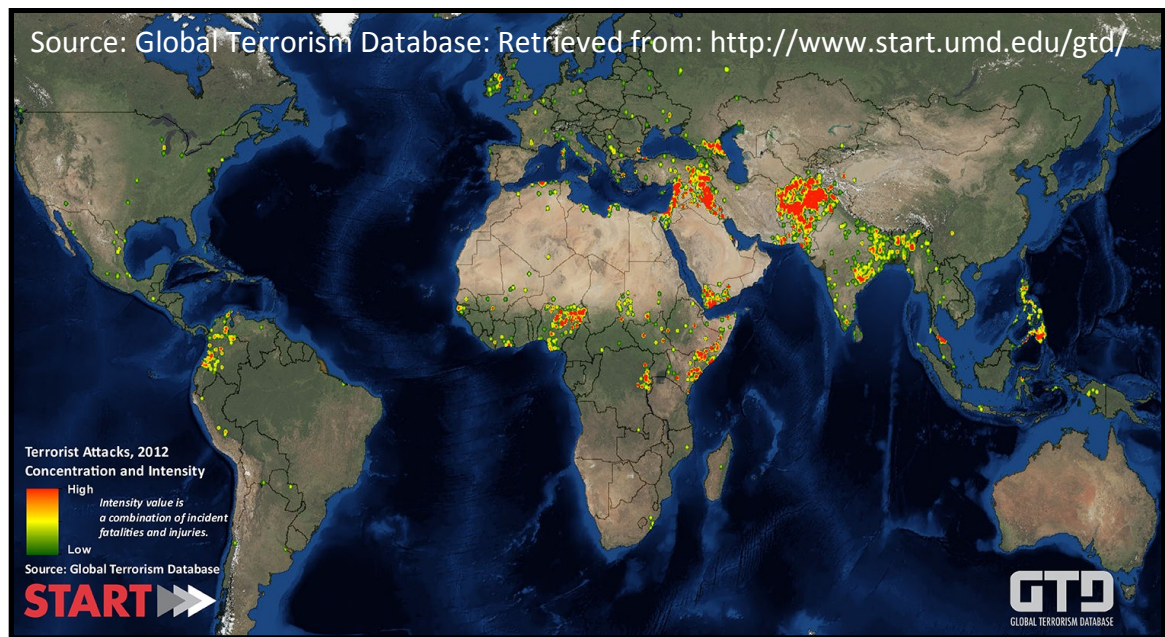 Source: Global Terrorism Database: Retrieved from: http://www.start.umd.edu/gtd/
Terrorist Attacks, 2012
Concentration and Intensity
High
Intensity value is
a combination of incident
fatalities and injuries.
Low
Source: Global Terrorism Database
START
GTD
GLOBAL TERRORISM DATABASE